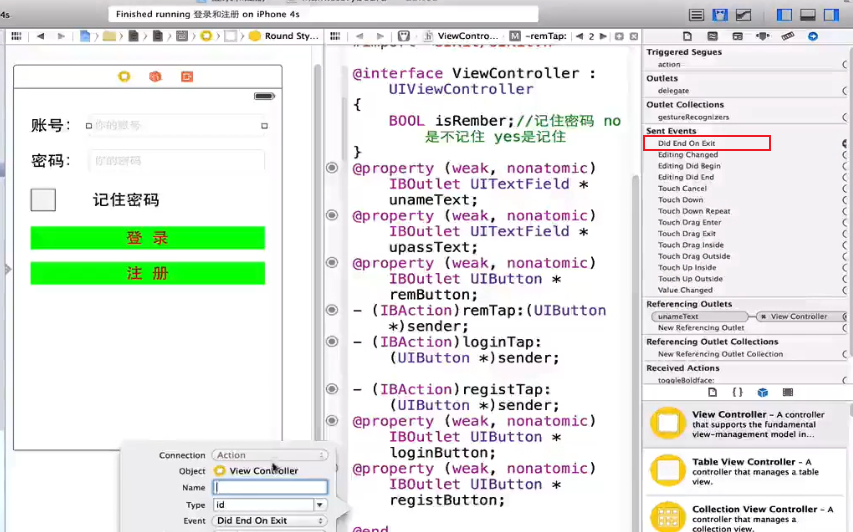 4s
Finished running 登录和注册 on iPhone 4s
Round Sty...
ViewContro...
-remTap:
2
账号：
你的账号
密码：
你的密码
记住密码
登 录
注 册
@interface ViewController :
UIViewController
{
BOOL isRember;//记住密码 no
是不记住 yes是记住
}
@property (weak, nonatomic)
IBOutlet UITextField *
unameText;
@property (weak, nonatomic)
IBOutlet UITextField *
upassText;
@property (weak, nonatomic)
IBOutlet UIButton *
remButton;
- (IBAction)remTap:(UIButton
*)sender;
- (IBAction)loginTap:
(UIButton *)sender;
- (IBAction)registTap:
(UIButton *)sender;
@property (weak, nonatomic)
IBOutlet UIButton *
loginButton;
@property (weak, nonatomic)
IBOutlet UIButton *
registButton;
@end
Connection
Action
Object
View Controller
Name
Type
id
Event
Did End On Exit
Triggered Segues
action
Outlets
delegate
Outlet Collections
gestureRecognizers
Sent Events
Did End On Exit
Editing Changed
Editing Did Begin
Editing Did End
Touch Cancel
Touch Down
Touch Down Repeat
Touch Drag Enter
Touch Drag Exit
Touch Drag Inside
Touch Drag Outside
Touch Up Inside
Touch Up Outside
Value Changed
Referencing Outlets
unameText
View Controller
New Referencing Outlet
Referencing Outlet Collections
New Referencing Outlet Collection
Received Actions
toggleBoldface:
{ }
View Controller - A controller
that supports the fundamental
view-management model in...
Table View Controller - A
controller that manages a table
view.
Collection View Controller - A
controller that manages a
collection view.